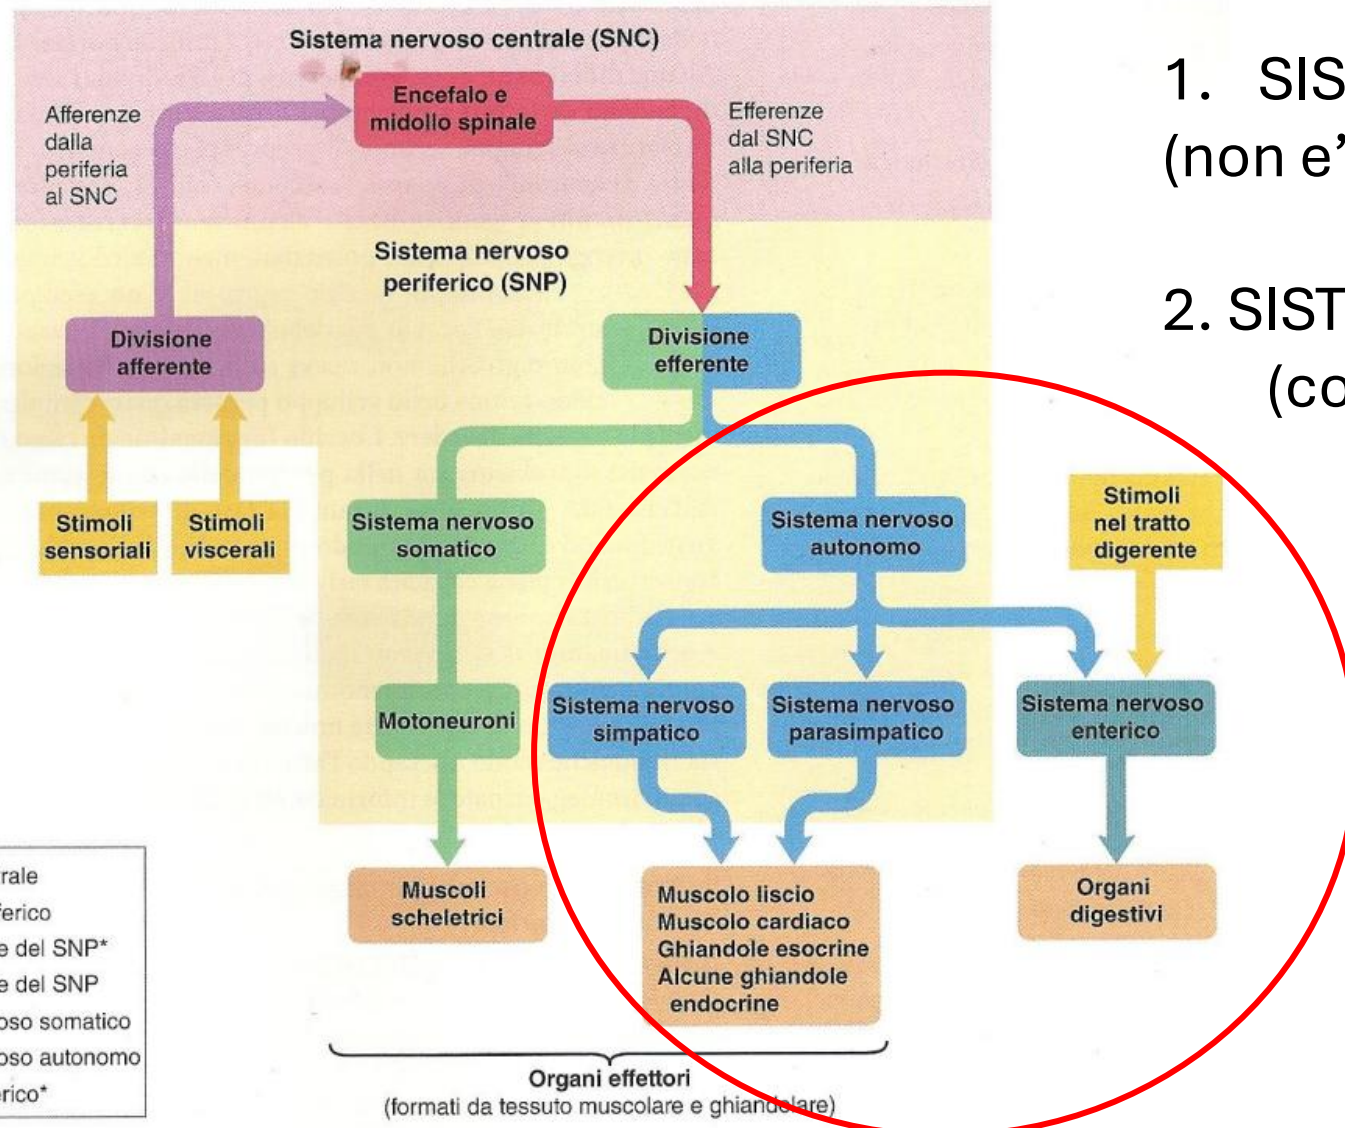 Sistema nervoso centrale (SNC)
Afferenze
dalla
periferia
al SNC
Encefalo e
midollo spinale
Efferenze
dal SNC
alla periferia
Sistema nervoso
periferico (SNP)
Divisione
afferente
Divisione
efferente
Stimoli
sensoriali
Stimoli
viscerali
Sistema nervoso
somatico
Sistema nervoso
autonomo
Stimoli
nel tratto
digerente
Motoneuroni
Sistema nervoso
simpatico
Sistema nervoso
parasimpatico
Sistema nervoso
enterico
Muscoli
scheletrici
Muscolo liscio
Muscolo cardiaco
Ghiandole esocrine
Alcune ghiandole
endocrine
Organi
digestivi
Organi effettori
(formati da tessuto muscolare e ghiandolare)
trale
ferico
e del SNP*
e del SNP
oso somatico
oso autonomo
erico*
1. SIS
(non e'
2. SIST
(co